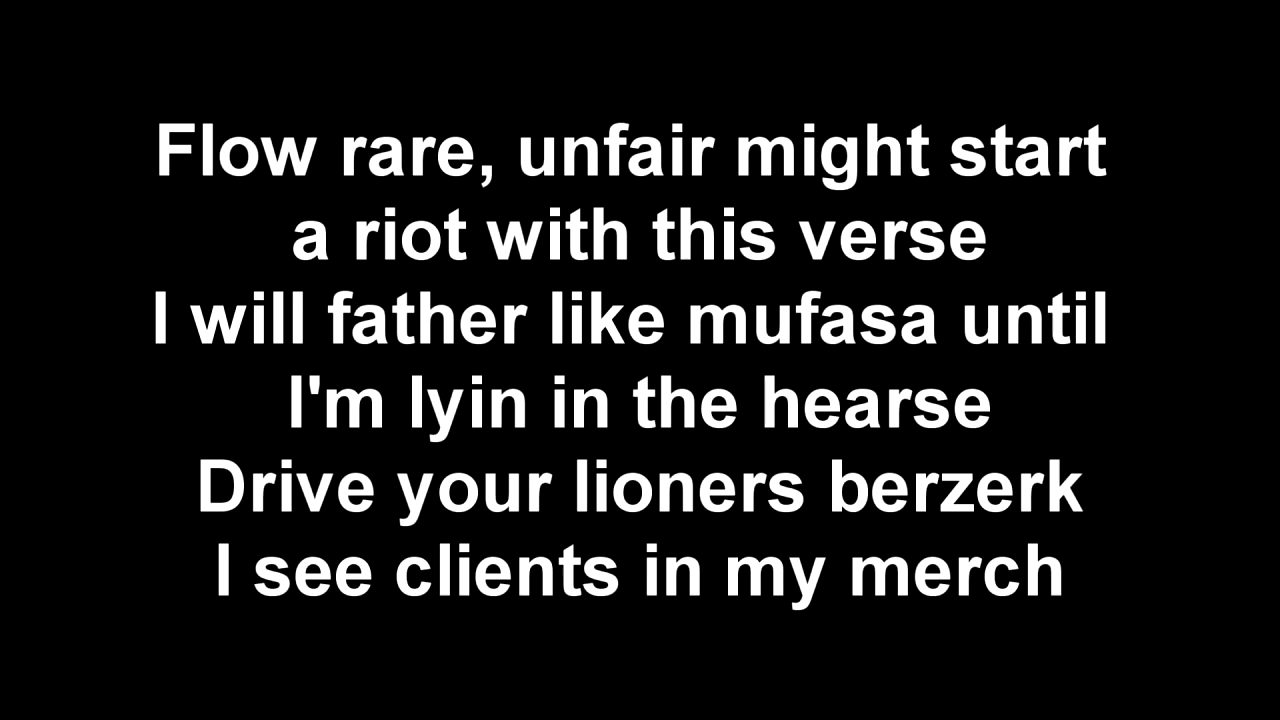 Flow rare, unfair might start
a riot with this verse
I will father like mufasa until
I'm lyin in the hearse
Drive your lioners berzerk
I see clients in my merch